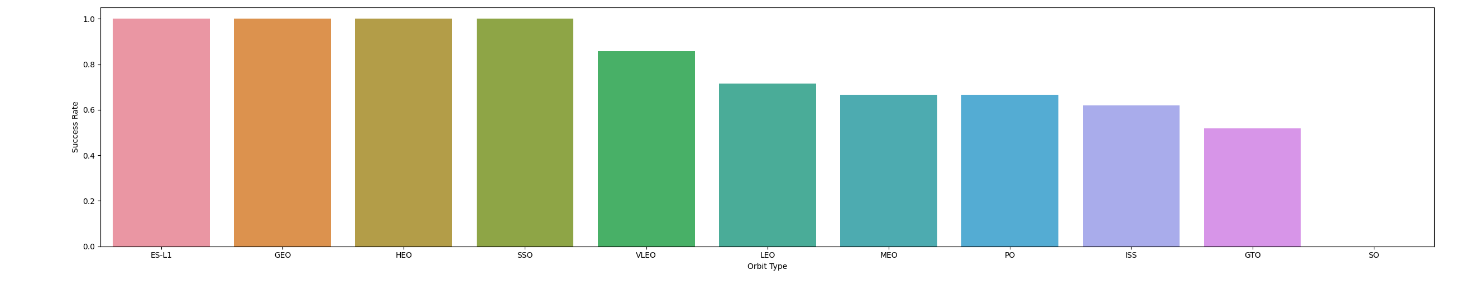 1.0
0.8
0.6
0.4
0.2
0.0
Success Rate
ES-L1 GEO HEO SSO VLEO LEO MEO PO ISS GTO SO
Orbit Type